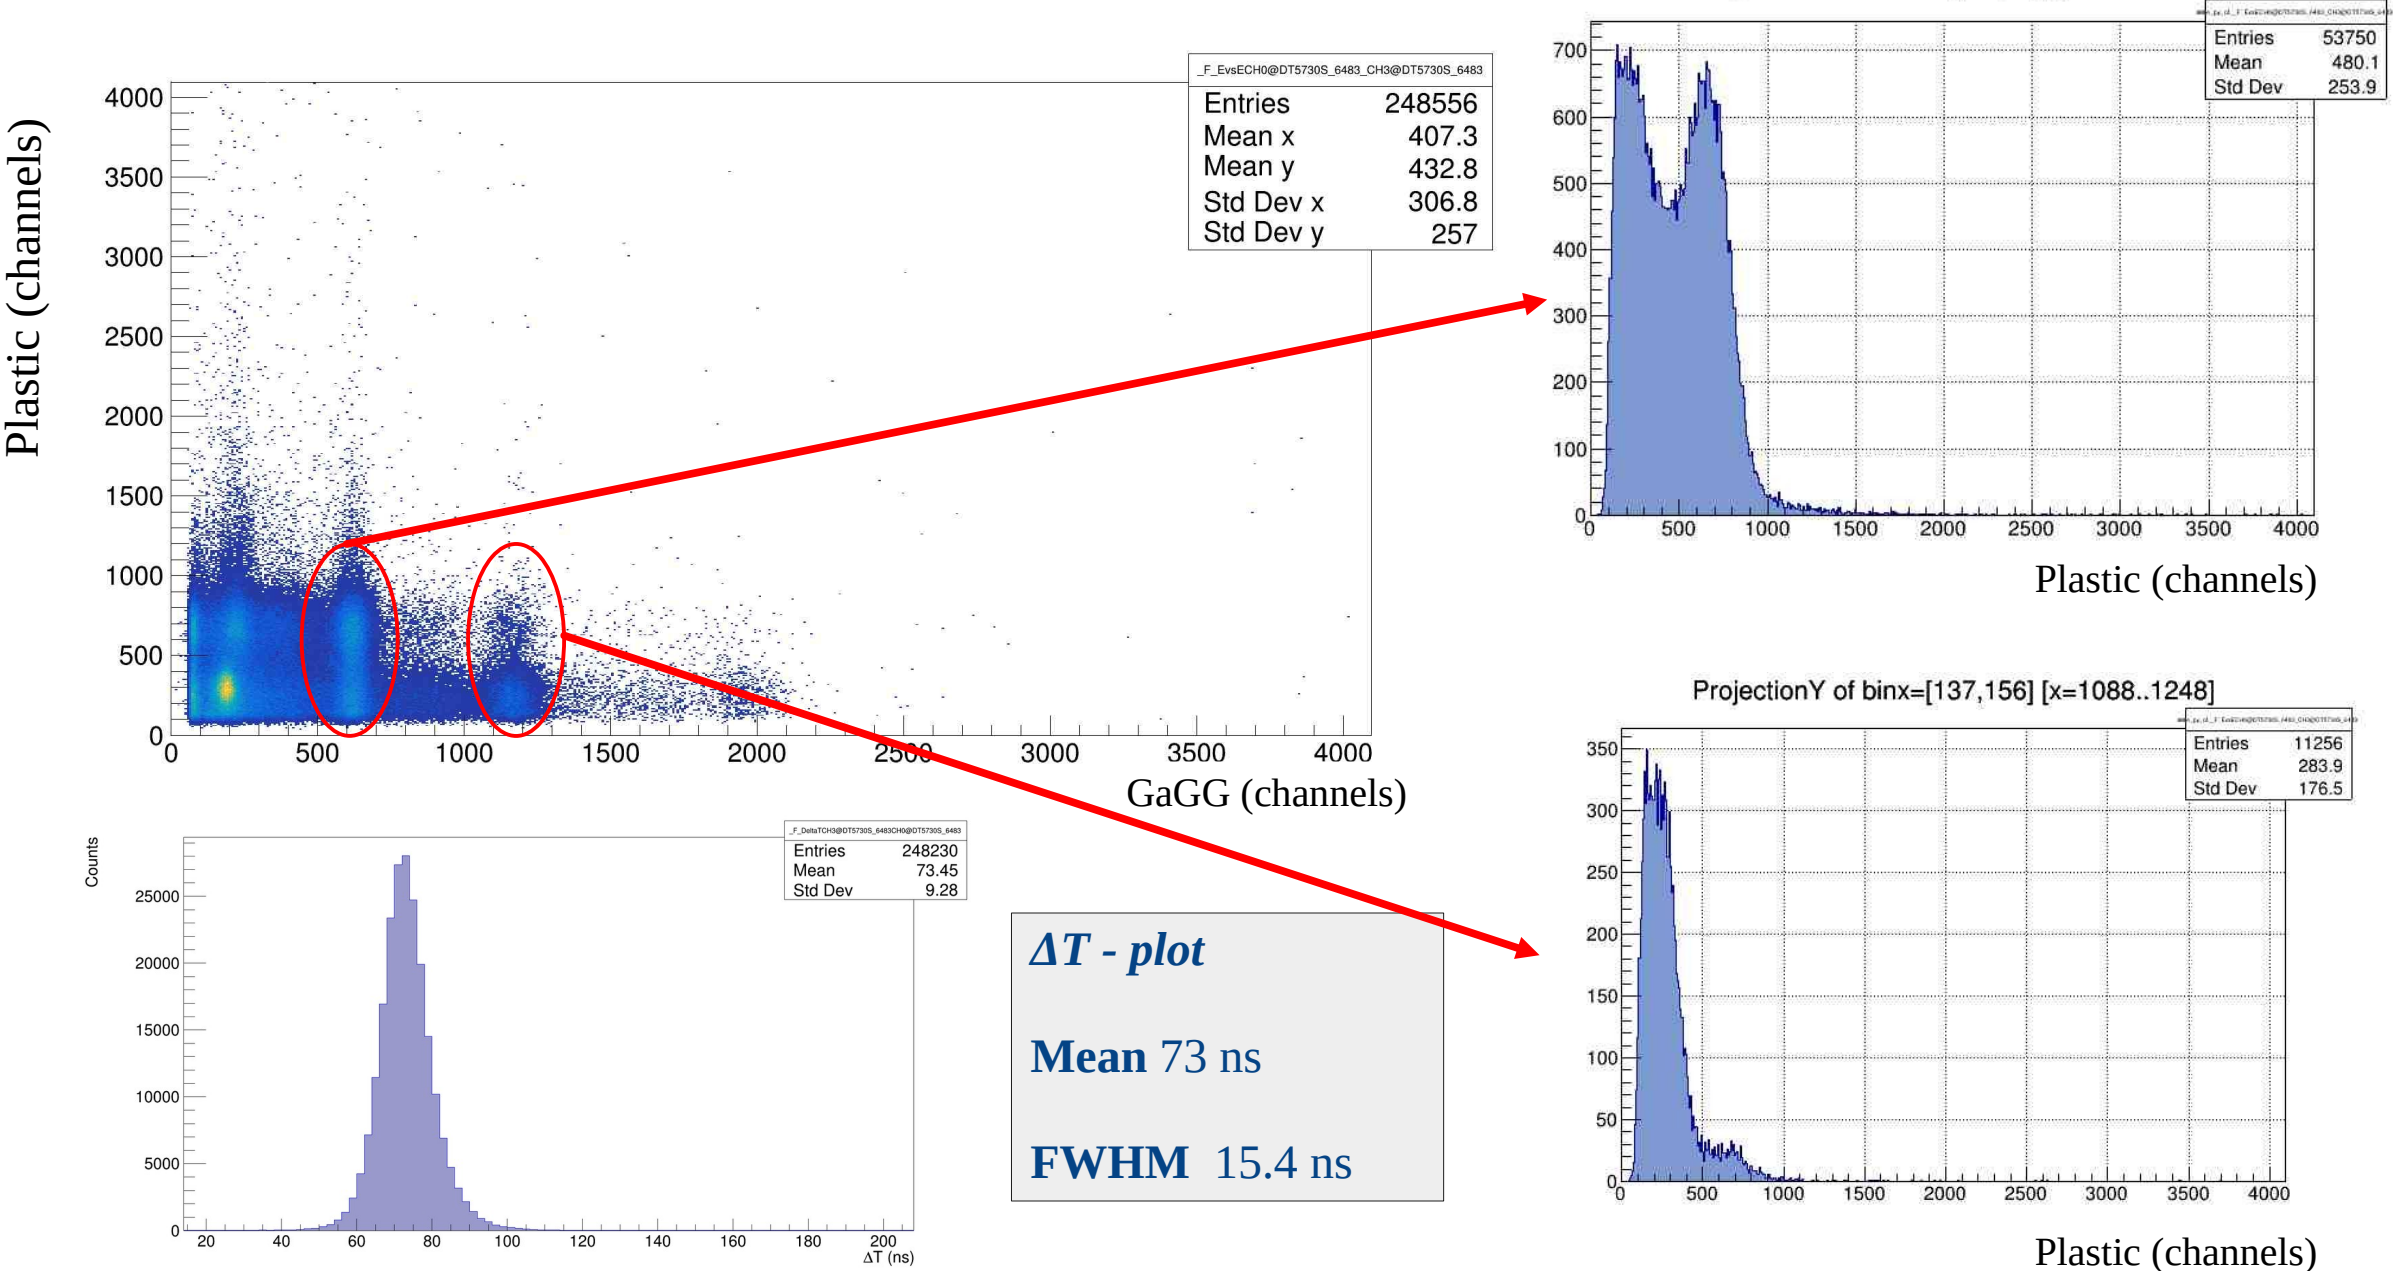 Plastic (channels)
_F_EvsECH0@DT5730S_6483_CH3@DT5730S_6483
Entries 248556
Mean x 407.3
Mean y 432.8
Std Dev x 306.8
Std Dev y 257
4000
3500
3000
2500
2000
1500
1000
500
0
0 500 1000 1500 2000 2500 3000 3500 4000
GaGG (channels)
Entries 53750
Mean 480.1
Std Dev 253.9
700
600
500
400
300
200
100
0
0 500 1000 1500 2000 2500 3000 3500 4000
Plastic (channels)
ProjectionY of binx=[137,156] [x=1088..1248]
Entries 11256
Mean 283.9
Std Dev 176.5
350
300
250
200
150
100
50
0
0 500 1000 1500 2000 2500 3000 3500 4000
Plastic (channels)
Counts
_F_DeltaTCH3@DT5730S_6483CH0@DT5730S_6483
Entries 248230
Mean 73.45
Std Dev 9.28
25000
20000
15000
10000
5000
0
20 40 60 80 100 120 140 160 180 200
ΔT (ns)
ΔT - plot
Mean 73 ns
FWHM 15.4 ns